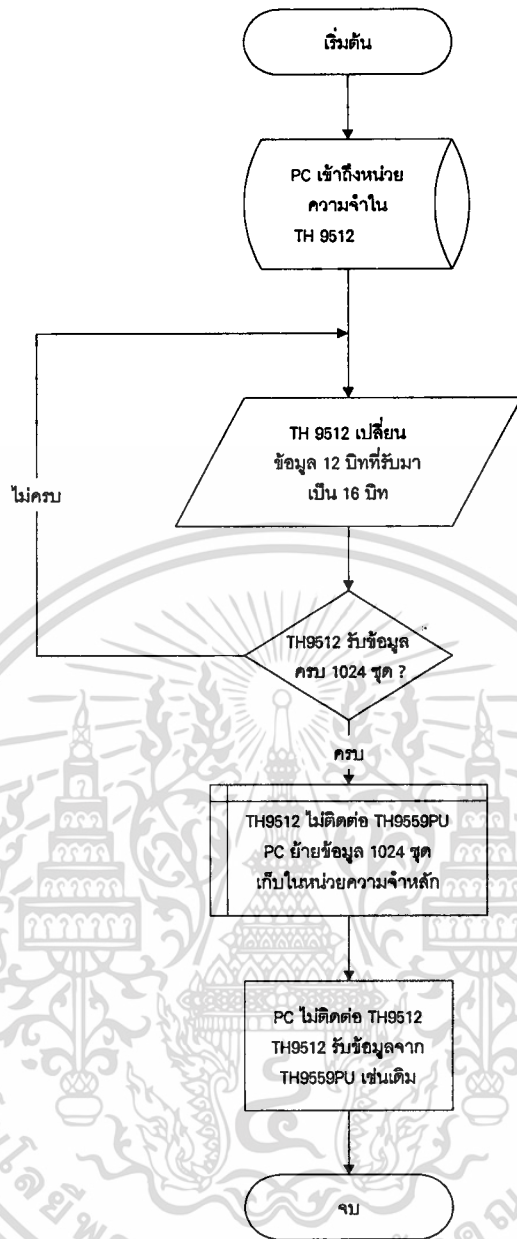 เริ่มต้น
PC เข้าถึงหน่วย
ความจำใน
TH 9512
TH 9512 เปลี่ยน
ข้อมูล 12 บิทที่รับมา
เป็น 16 บิท
ไม่ครบ
TH9512 รับข้อมูล
ครบ 1024 ชุด ?
ครบ
TH9512 ไม่ติดต่อ TH9559PU
PC ย้ายข้อมูล 1024 ชุด
เก็บในหน่วยความจำหลัก
PC ไม่ติดต่อ TH9512
TH9512 รับข้อมูลจาก
TH9559PU เช่นเดิม
จบ